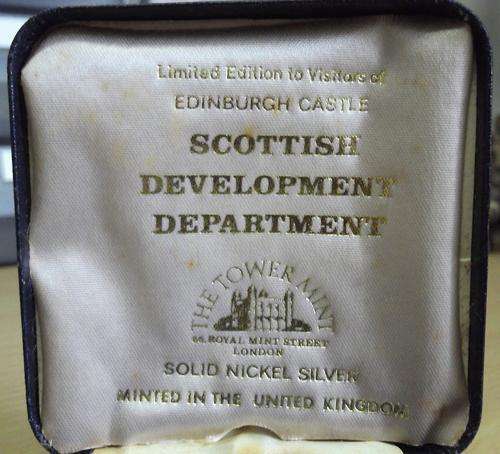 Limited Edition to Visitors of
EDINBURGH CASTLE
SCOTTISH
DEVELOPMENT
DEPARTMENT
THE TOWER MINT
66, ROYAL MINT STREET
LONDON
SOLID NICKEL SILVER
MINTED IN THE UNITED KINGDOM